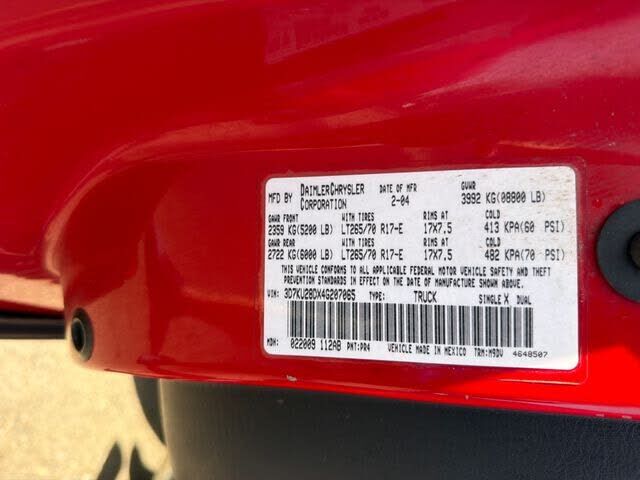 MFD BY DAIMLERCHRYSLER CORPORATION DATE OF MFR 2-04 GVWR 3992 KG(08800 LB)
GAWR FRONT WITH TIRES RIMS AT COLD
2359 KG(5200 LB) LT265/70 R17-E 17X7.5 413 KPA(60 PSI)
GAWR REAR WITH TIRES RIMS AT COLD
2722 KG(6000 LB) LT265/70 R17-E 17X7.5 482 KPA(70 PSI)
THIS VEHICLE CONFORMS TO ALL APPLICABLE FEDERAL MOTOR VEHICLE SAFETY AND THEFT
PREVENTION STANDARDS IN EFFECT ON THE DATE OF MANUFACTURE SHOWN ABOVE.
VIN: 3D7KU28DX4G207065 TYPE: TRUCK SINGLE X DUAL
MDH: 022009 112AB PNT:PR4 VEHICLE MADE IN MEXICO TRM:M9DV 4648507